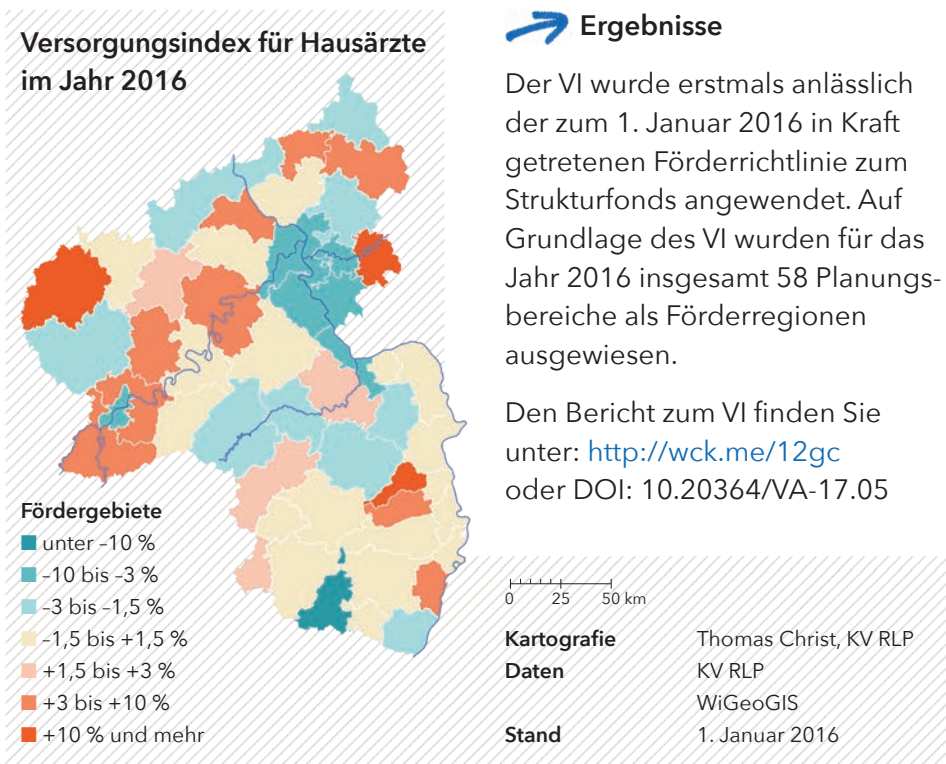 Versorgungsindex für Hausärzte
im Jahr 2016
Fördergebiete
unter –10 %
–10 bis –3 %
–3 bis –1,5 %
–1,5 bis +1,5 %
+1,5 bis +3 %
+3 bis +10 %
+10 % und mehr
Ergebnisse
Der VI wurde erstmals anlässlich
der zum 1. Januar 2016 in Kraft
getretenen Förderrichtlinie zum
Strukturfonds angewendet. Auf
Grundlage des VI wurden für das
Jahr 2016 insgesamt 58 Planungs-
bereiche als Förderregionen
ausgewiesen.
Den Bericht zum VI finden Sie
unter: http://wck.me/12gc
oder DOI: 10.20364/VA-17.05
0 25 50 km
Kartografie Thomas Christ, KV RLP
Daten KV RLP
WiGeoGIS
Stand 1. Januar 2016